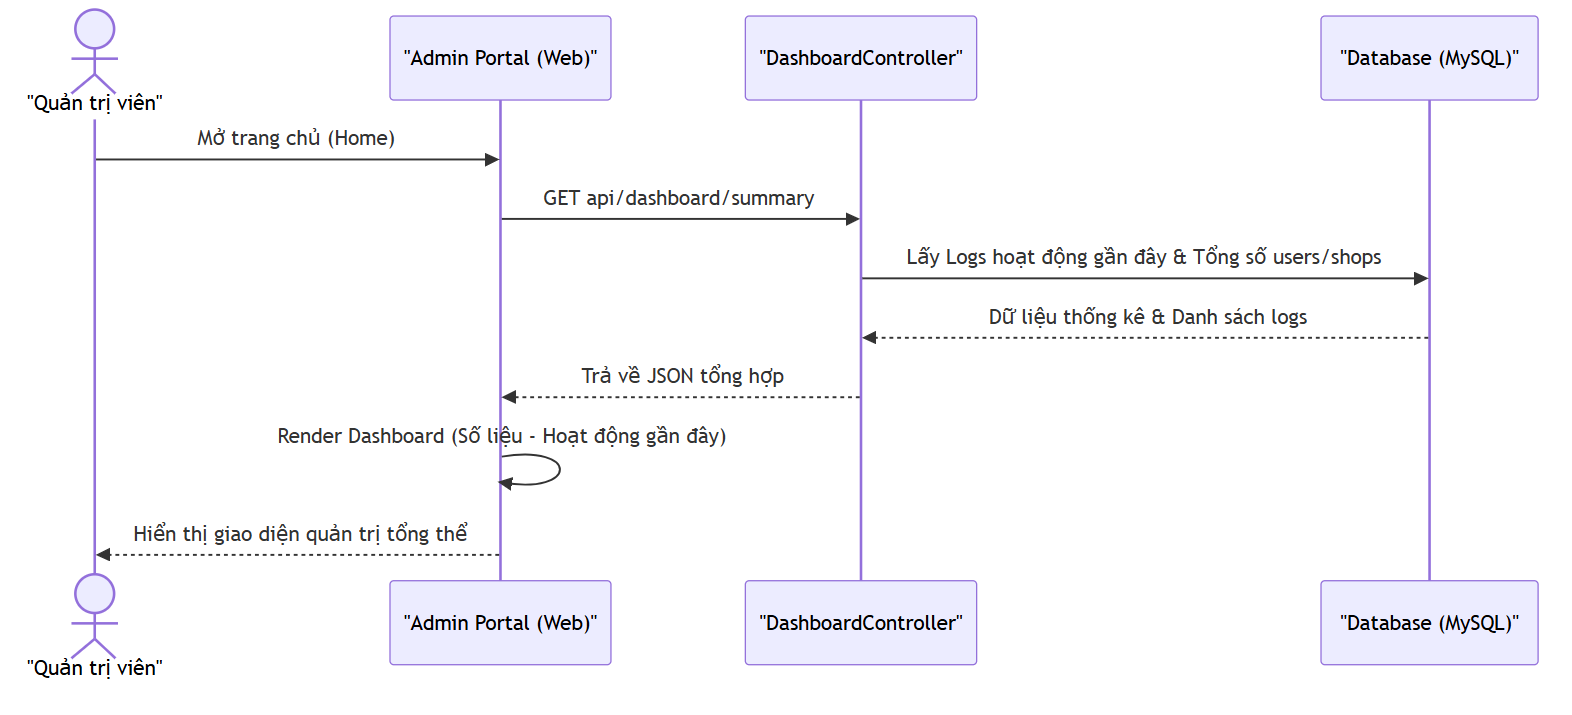 "Quản trị viên"
"Admin Portal (Web)"
"DashboardController"
"Database (MySQL)"
Mở trang chủ (Home)
GET api/dashboard/summary
Lấy Logs hoạt động gần đây & Tổng số users/shops
Dữ liệu thống kê & Danh sách logs
Trả về JSON tổng hợp
Render Dashboard (Số liệu - Hoạt động gần đây)
Hiển thị giao diện quản trị tổng thể
"Quản trị viên"
"Admin Portal (Web)"
"DashboardController"
"Database (MySQL)"